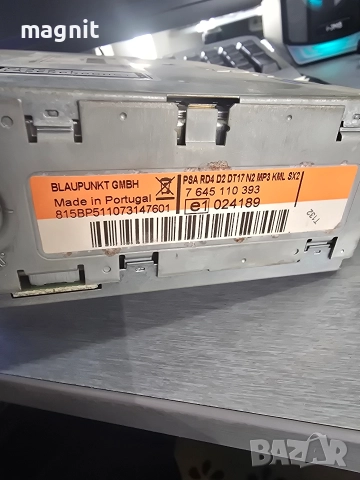 magnit
BLAUPUNKT GMBH
Made in Portugal
815BP511073147601
PSA RD4 D2 DT17 N2 MP3 KML SX2
7 645 110 393
e1 024189
T132
BAZAR